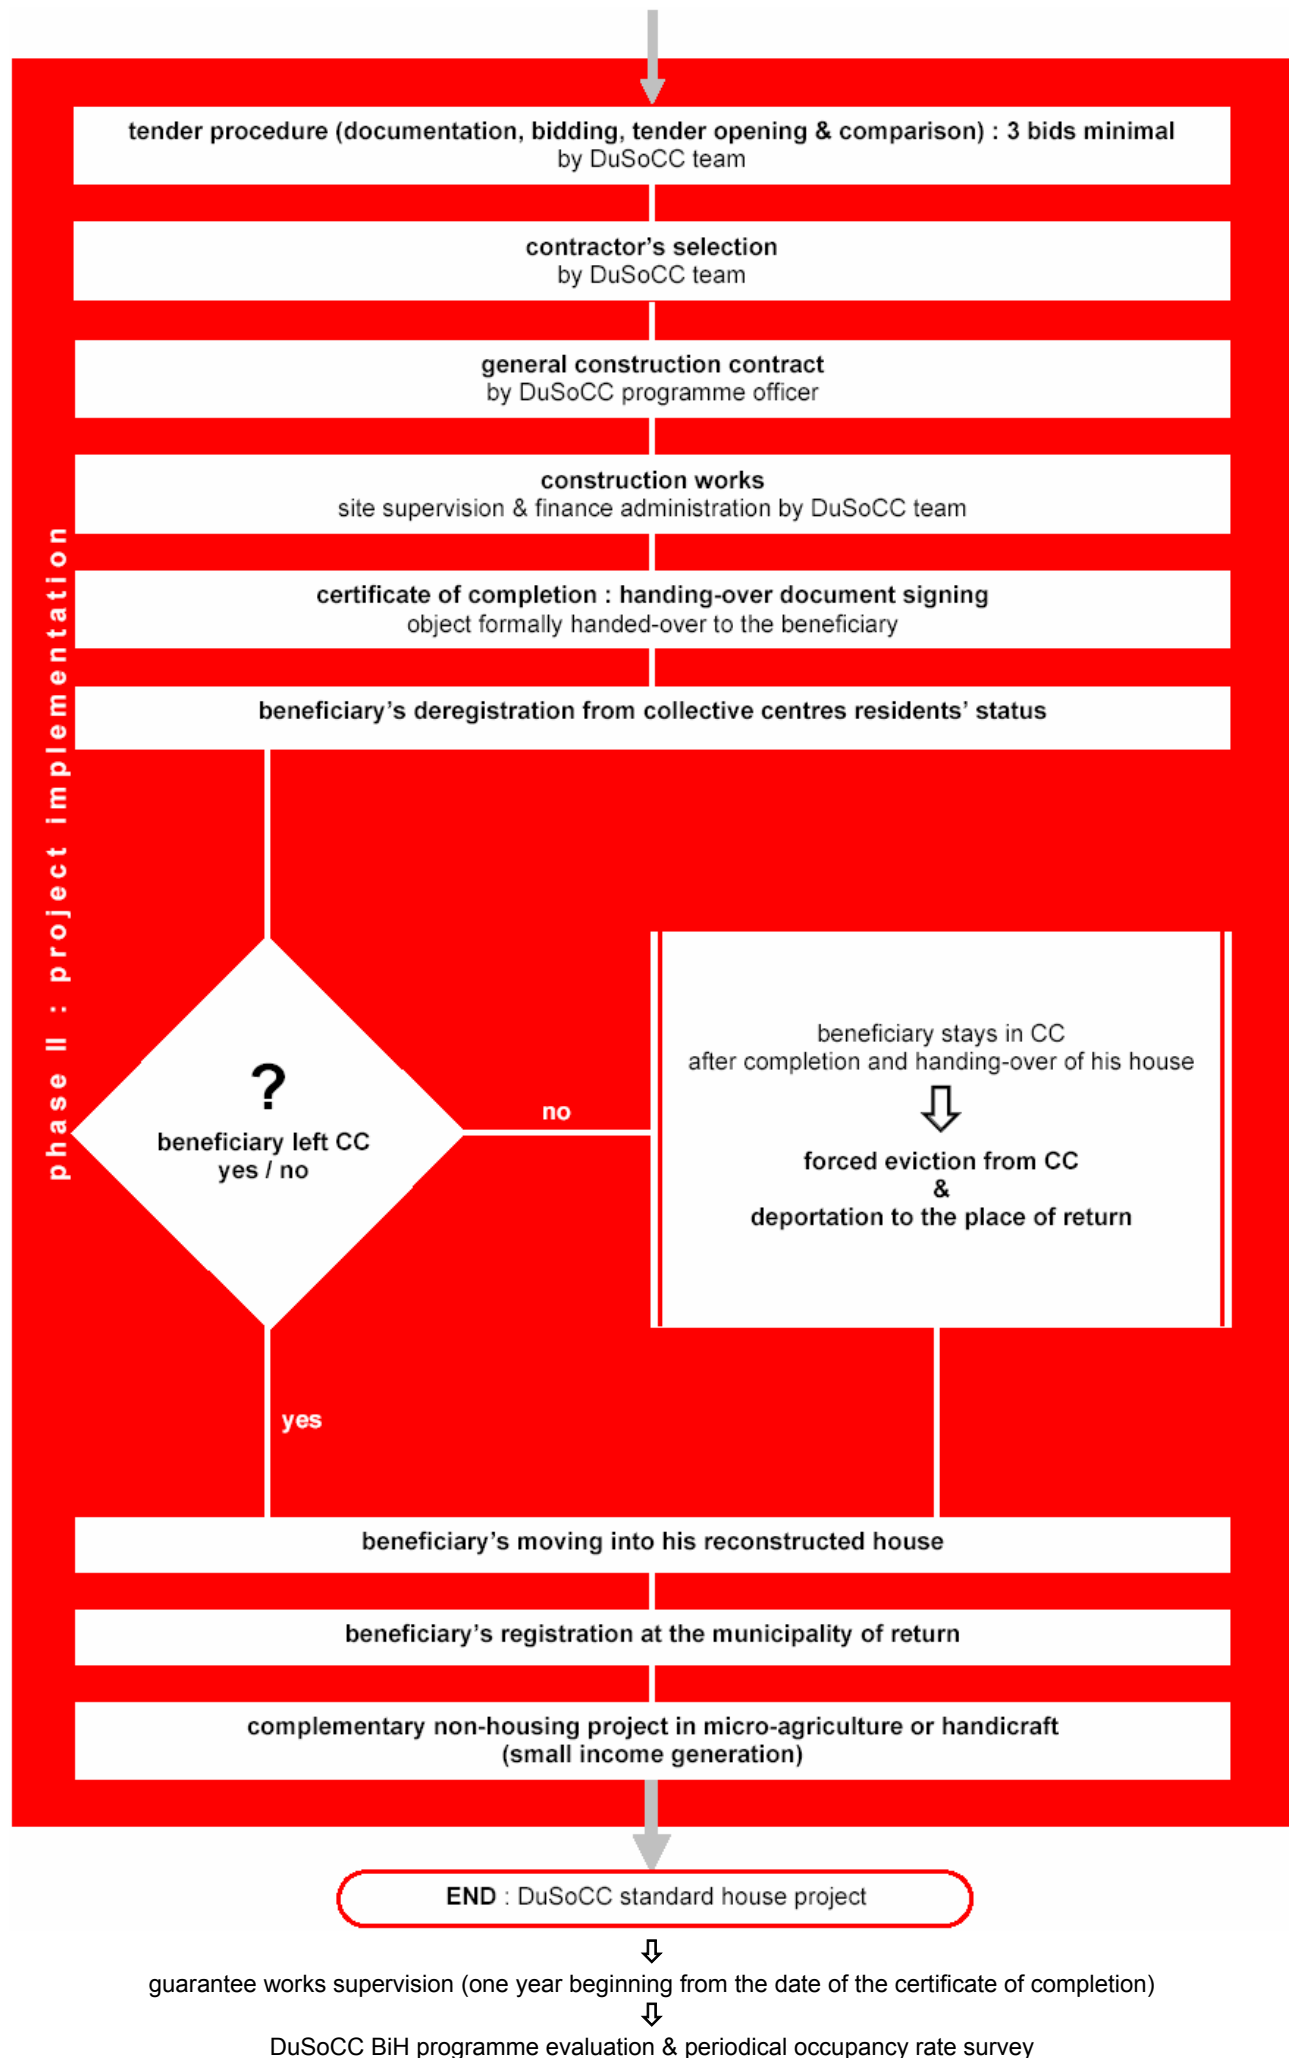 tender procedure (documentation, bidding, tender opening & comparison) : 3 bids minimal
by DuSoCC team
contractor’s selection
by DuSoCC team
general construction contract
by DuSoCC programme officer
construction works
site supervision & finance administration by DuSoCC team
certificate of completion : handing-over document signing
object formally handed-over to the beneficiary
beneficiary’s deregistration from collective centres residents’ status
phase II : project implementation
?
beneficiary left CC
yes / no
no
beneficiary stays in CC
after completion and handing-over of his house
forced eviction from CC
&
deportation to the place of return
yes
beneficiary’s moving into his reconstructed house
beneficiary’s registration at the municipality of return
complementary non-housing project in micro-agriculture or handicraft
(small income generation)
END : DuSoCC standard house project
guarantee works supervision (one year beginning from the date of the certificate of completion)
DuSoCC BiH programme evaluation & periodical occupancy rate survey